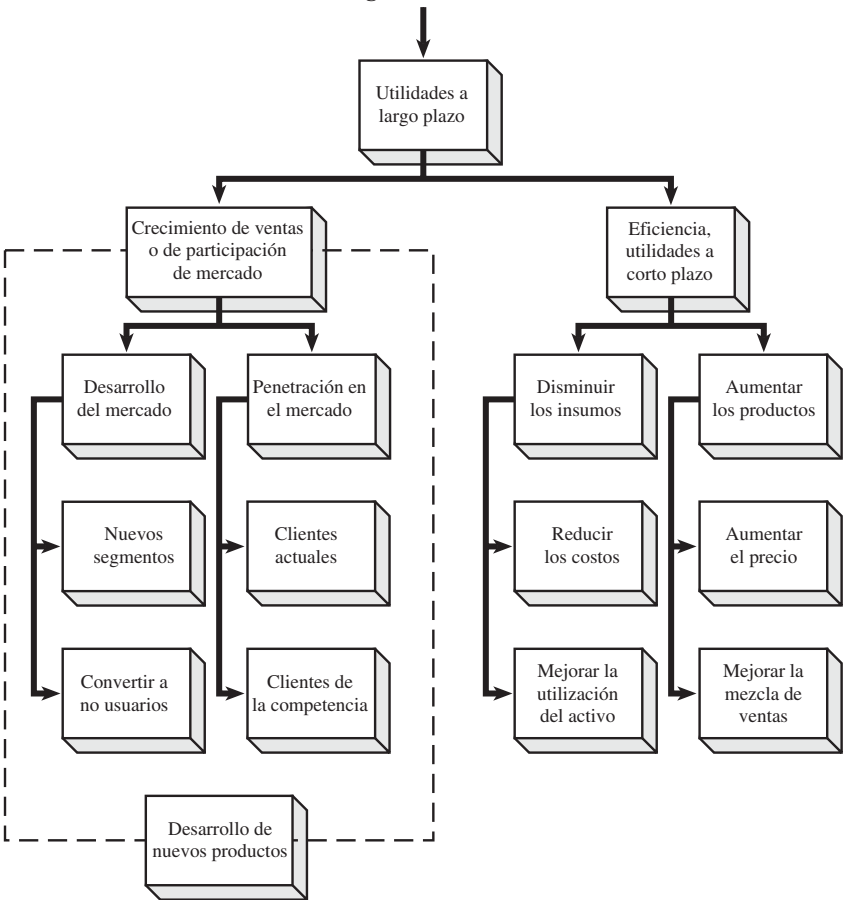 Utilidades a
largo plazo
Crecimiento de ventas
o de participación
de mercado
Eficiencia,
utilidades a
corto plazo
Desarrollo
del mercado
Penetración en
el mercado
Disminuir
los insumos
Aumentar
los productos
Nuevos
segmentos
Clientes
actuales
Reducir
los costos
Aumentar
el precio
Convertir a
no usuarios
Clientes de
la competencia
Mejorar la
utilización
del activo
Mejorar la
mezcla de
ventas
Desarrollo de
nuevos productos